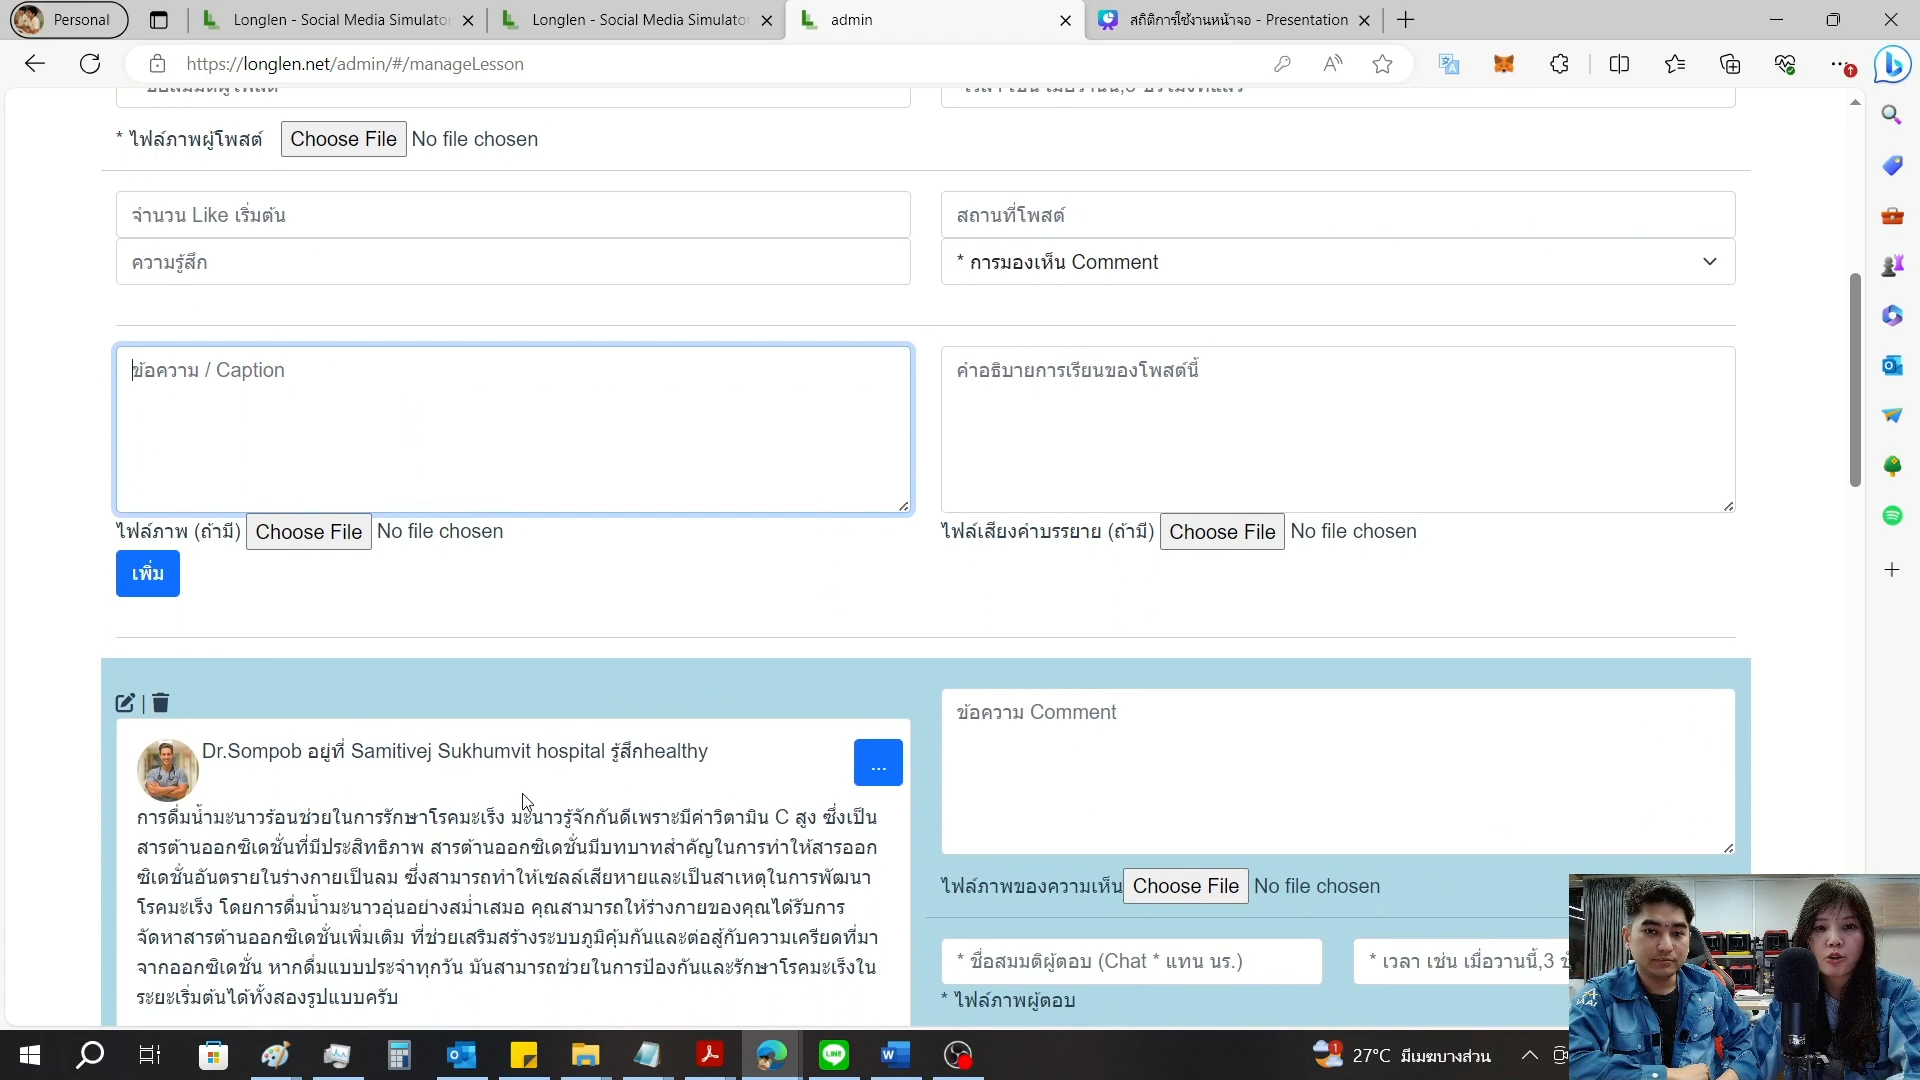 Personal
Longlen - Social Media Simulator
Longlen - Social Media Simulator
admin
สถิติการใช้งานหน้าจอ - Presentation
https://longlen.net/admin/#/manageLesson
* ไฟล์ภาพผู้โพสต์ Choose File No file chosen
จำนวน Like เริ่มต้น
สถานที่โพสต์
ความรู้สึก
* การมองเห็น Comment
ข้อความ / Caption
คำอธิบายการเรียนของโพสต์นี้
ไฟล์ภาพ (ถ้ามี) Choose File No file chosen
ไฟล์เสียงคำบรรยาย (ถ้ามี) Choose File No file chosen
เพิ่ม
ข้อความ Comment
Dr.Sompob อยู่ที่ Samitivej Sukhumvit hospital รู้สึกhealthy
...
การดื่มน้ำมะนาวร้อนช่วยในการรักษาโรคมะเร็ง มะนาวรู้จักกันดีเพราะมีค่าวิตามิน C สูง ซึ่งเป็น
สารต้านออกซิเดชั่นที่มีประสิทธิภาพ สารต้านออกซิเดชั่นมีบทบาทสำคัญในการทำให้สารออก
ซิเดชั่นอันตรายในร่างกายเป็นลม ซึ่งสามารถทำให้เซลล์เสียหายและเป็นสาเหตุในการพัฒนา
โรคมะเร็ง โดยการดื่มน้ำมะนาวอุ่นอย่างสม่ำเสมอ คุณสามารถให้ร่างกายของคุณได้รับการ
จัดหาสารต้านออกซิเดชั่นเพิ่มเติม ที่ช่วยเสริมสร้างระบบภูมิคุ้มกันและต่อสู้กับความเครียดที่มา
จากออกซิเดชั่น หากดื่มแบบประจำทุกวัน มันสามารถช่วยในการป้องกันและรักษาโรคมะเร็งใน
ระยะเริ่มต้นได้ทั้งสองรูปแบบครับ
ไฟล์ภาพของความเห็น Choose File No file chosen
* ชื่อสมมติผู้ตอบ (Chat * แทน นร.)
* เวลา เช่น เมื่อวานนี้,3
* ไฟล์ภาพผู้ตอบ
27°C มีเมฆบางส่วน